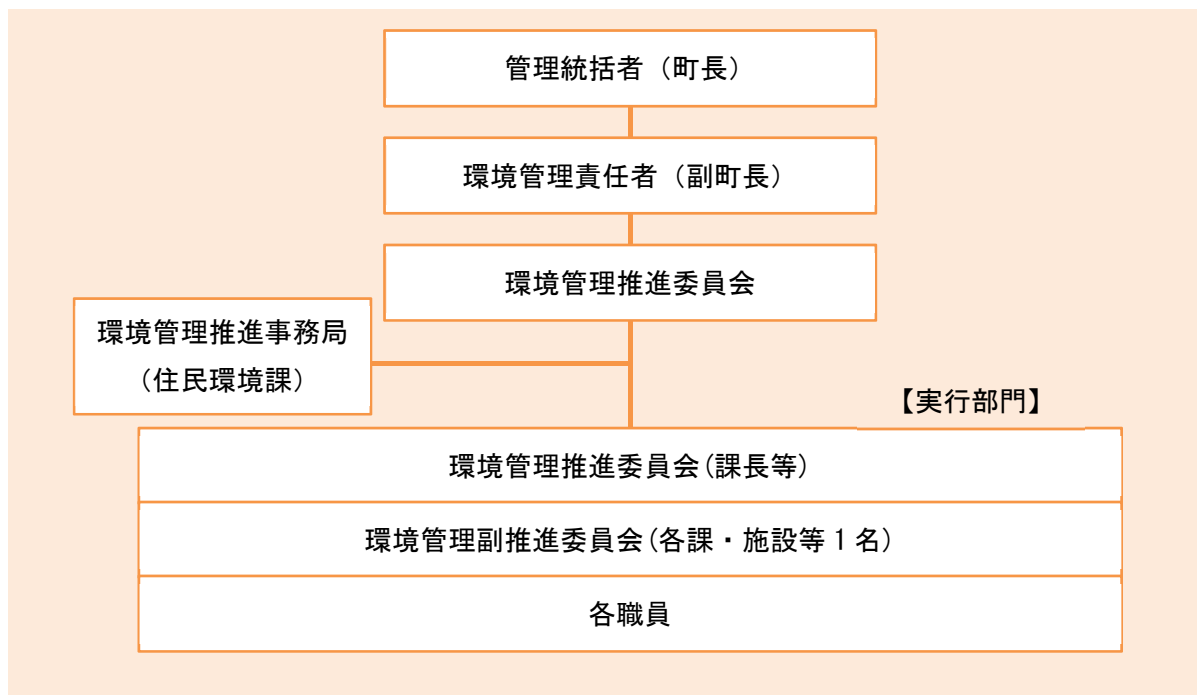 管理統括者（町長）
環境管理責任者（副町長）
環境管理推進委員会
環境管理推進事務局
（住民環境課）
【実行部門】
環境管理推進委員会(課長等)
環境管理副推進委員会(各課・施設等１名)
各職員